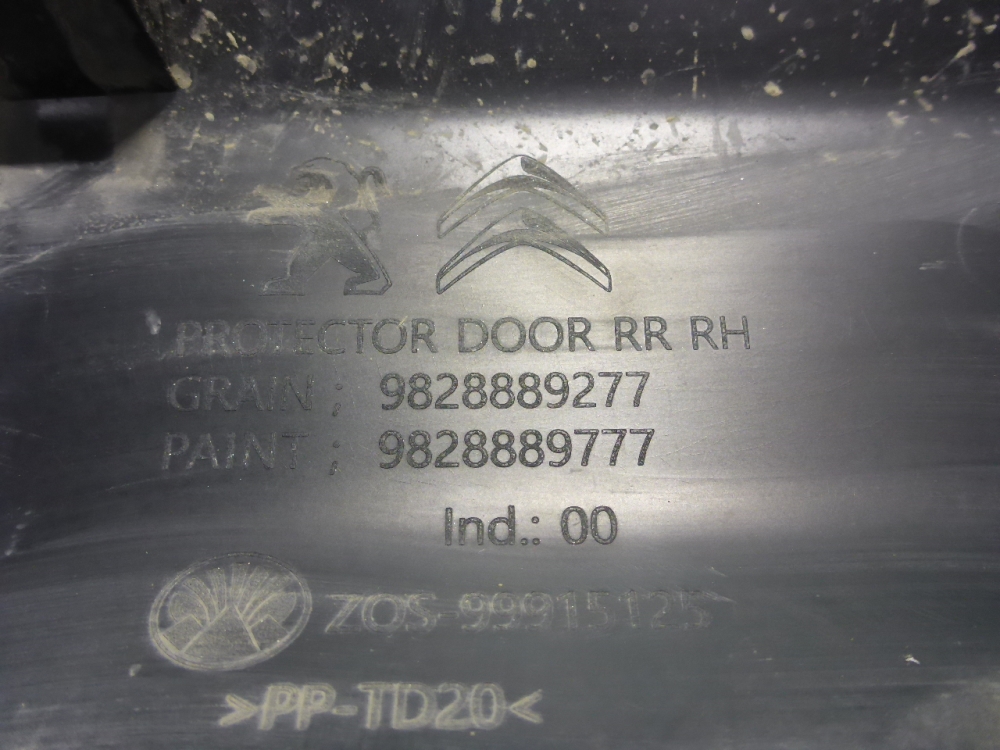 PROTECTOR DOOR RR RH
GRAIN ; 9828889277
PAINT ; 9828889777
Ind.: 00
ZOS-99915125
>PP-TD20<